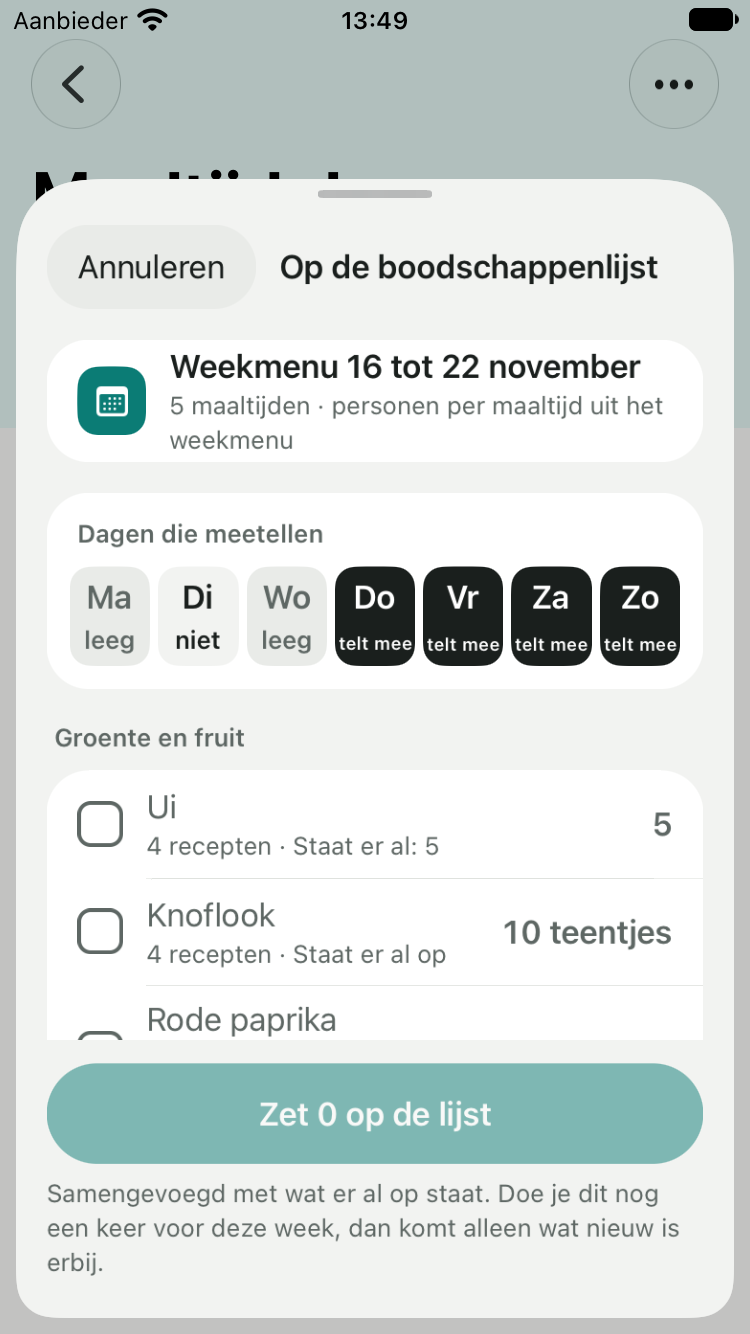 Aanbieder 13:49
Annuleren Op de boodschappenlijst
Weekmenu 16 tot 22 november
5 maaltijden · personen per maaltijd uit het
weekmenu
Dagen die meetellen
Ma Di Wo Do Vr Za Zo
leeg niet leeg telt mee telt mee telt mee telt mee
Groente en fruit
Ui
4 recepten · Staat er al: 5
5
Knoflook
4 recepten · Staat er al op
10 teentjes
Rode paprika
Zet 0 op de lijst
Samengevoegd met wat er al op staat. Doe je dit nog
een keer voor deze week, dan komt alleen wat nieuw is
erbij.